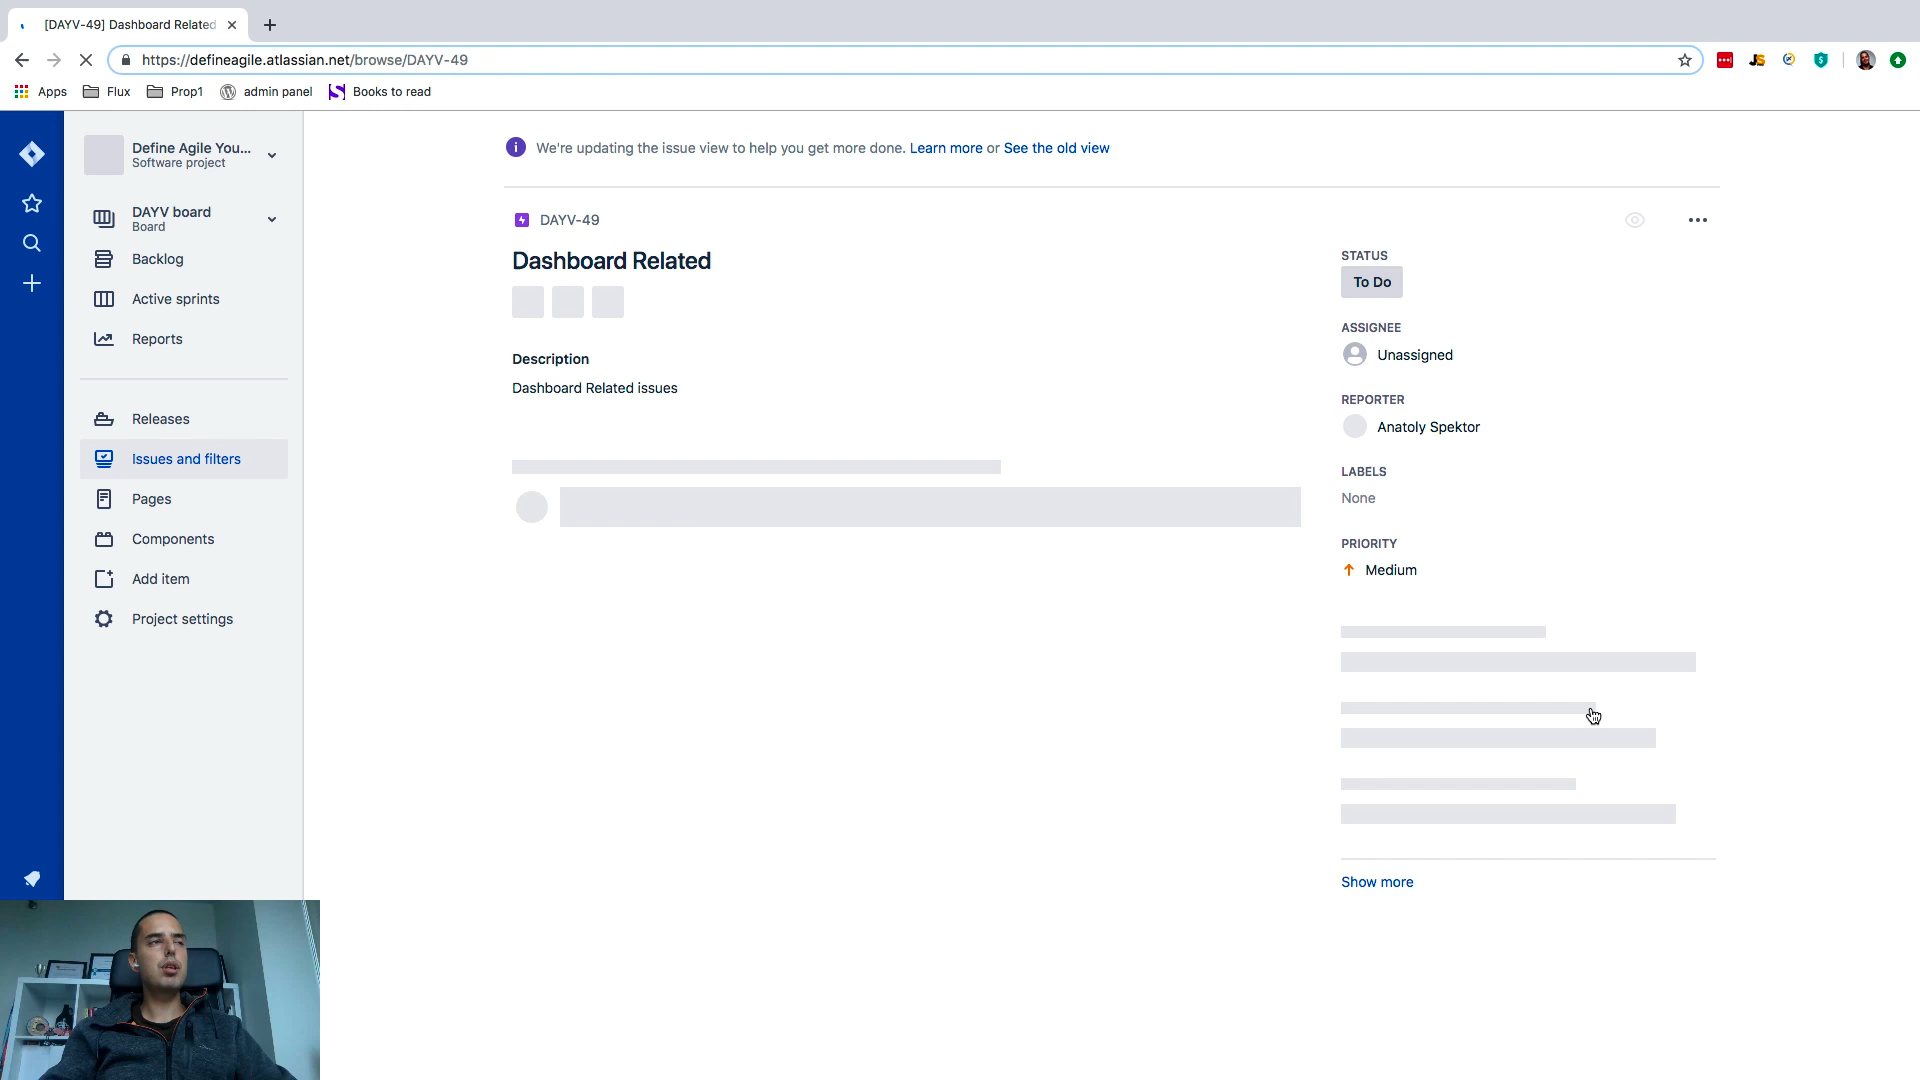 [DAYV-49] Dashboard Related
https://defineagile.atlassian.net/browse/DAYV-49
JS
Apps
Flux
Prop1
admin panel
Books to read
Define Agile You...
Software project
DAYV board
Board
Backlog
Active sprints
Reports
Releases
Issues and filters
Pages
Components
Add item
Project settings
We're updating the issue view to help you get more done. Learn more or See the old view
DAYV-49
Dashboard Related
Description
Dashboard Related issues
STATUS
To Do
ASSIGNEE
Unassigned
REPORTER
Anatoly Spektor
LABELS
None
PRIORITY
Medium
Show more